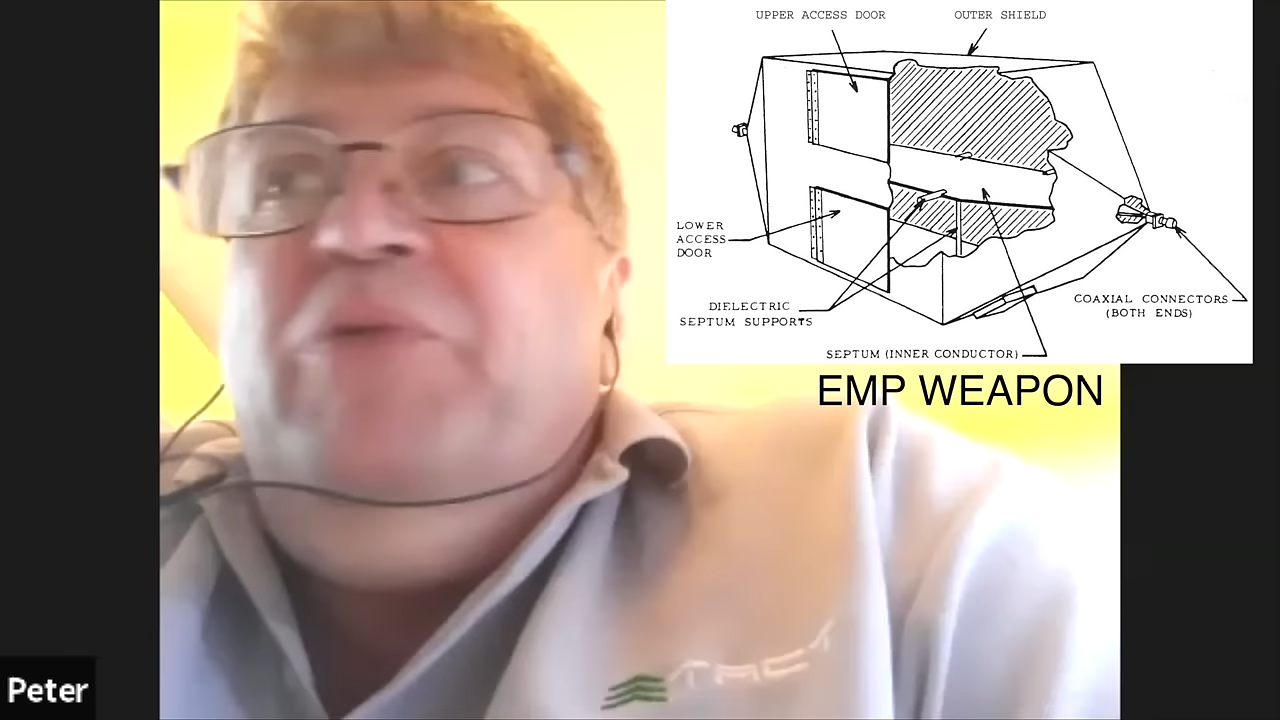 UPPER ACCESS DOOR
OUTER SHIELD
LOWER
ACCESS
DOOR
DIELECTRIC
SEPTUM SUPPORTS
COAXIAL CONNECTORS
(BOTH ENDS)
SEPTUM (INNER CONDUCTOR)
EMP WEAPON
TACT
Peter